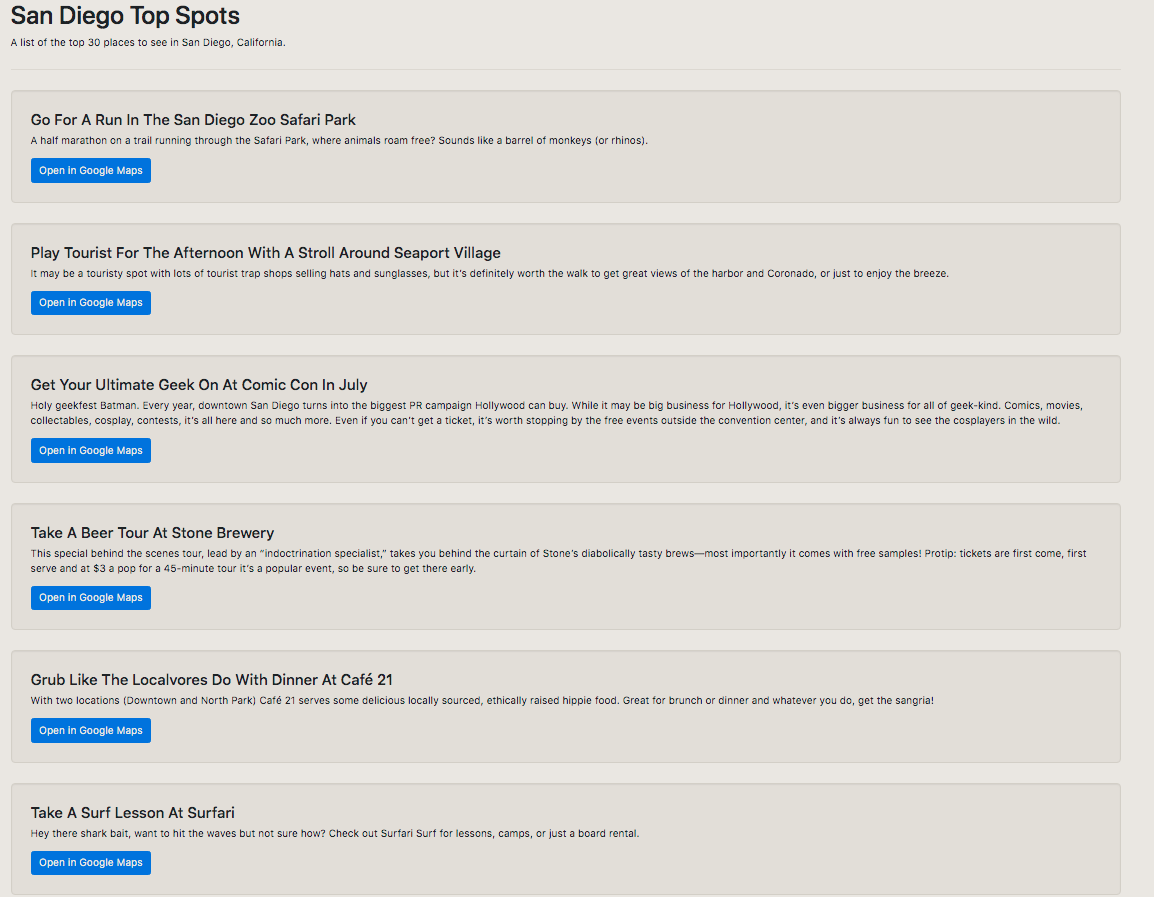 San Diego Top Spots
A list of the top 30 places to see in San Diego, California.
Go For A Run In The San Diego Zoo Safari Park
A half marathon on a trail running through the Safari Park, where animals roam free? Sounds like a barrel of monkeys (or rhinos).
Open in Google Maps
Play Tourist For The Afternoon With A Stroll Around Seaport Village
It may be a touristy spot with lots of tourist trap shops selling hats and sunglasses, but it's definitely worth the walk to get great views of the harbor and Coronado, or just to enjoy the breeze.
Open in Google Maps
Get Your Ultimate Geek On At Comic Con In July
Holy geekfest Batman. Every year, downtown San Diego turns into the biggest PR campaign Hollywood can buy. While it may be big business for Hollywood, it's even bigger business for all of geek-kind. Comics, movies,
collectables, cosplay, contests, it's all here and so much more. Even if you can't get a ticket, it's worth stopping by the free events outside the convention center, and it's always fun to see the cosplayers in the wild.
Open in Google Maps
Take A Beer Tour At Stone Brewery
This special behind the scenes tour, lead by an “indoctrination specialist,” takes you behind the curtain of Stone’s diabolically tasty brews—most importantly it comes with free samples! Protip: tickets are first come, first
serve and at $3 a pop for a 45-minute tour it's a popular event, so be sure to get there early.
Open in Google Maps
Grub Like The Localvores Do With Dinner At Café 21
With two locations (Downtown and North Park) Café 21 serves some delicious locally sourced, ethically raised hippie food. Great for brunch or dinner and whatever you do, get the sangria!
Open in Google Maps
Take A Surf Lesson At Surfari
Hey there shark bait, want to hit the waves but not sure how? Check out Surfari Surf for lessons, camps, or just a board rental.
Open in Google Maps